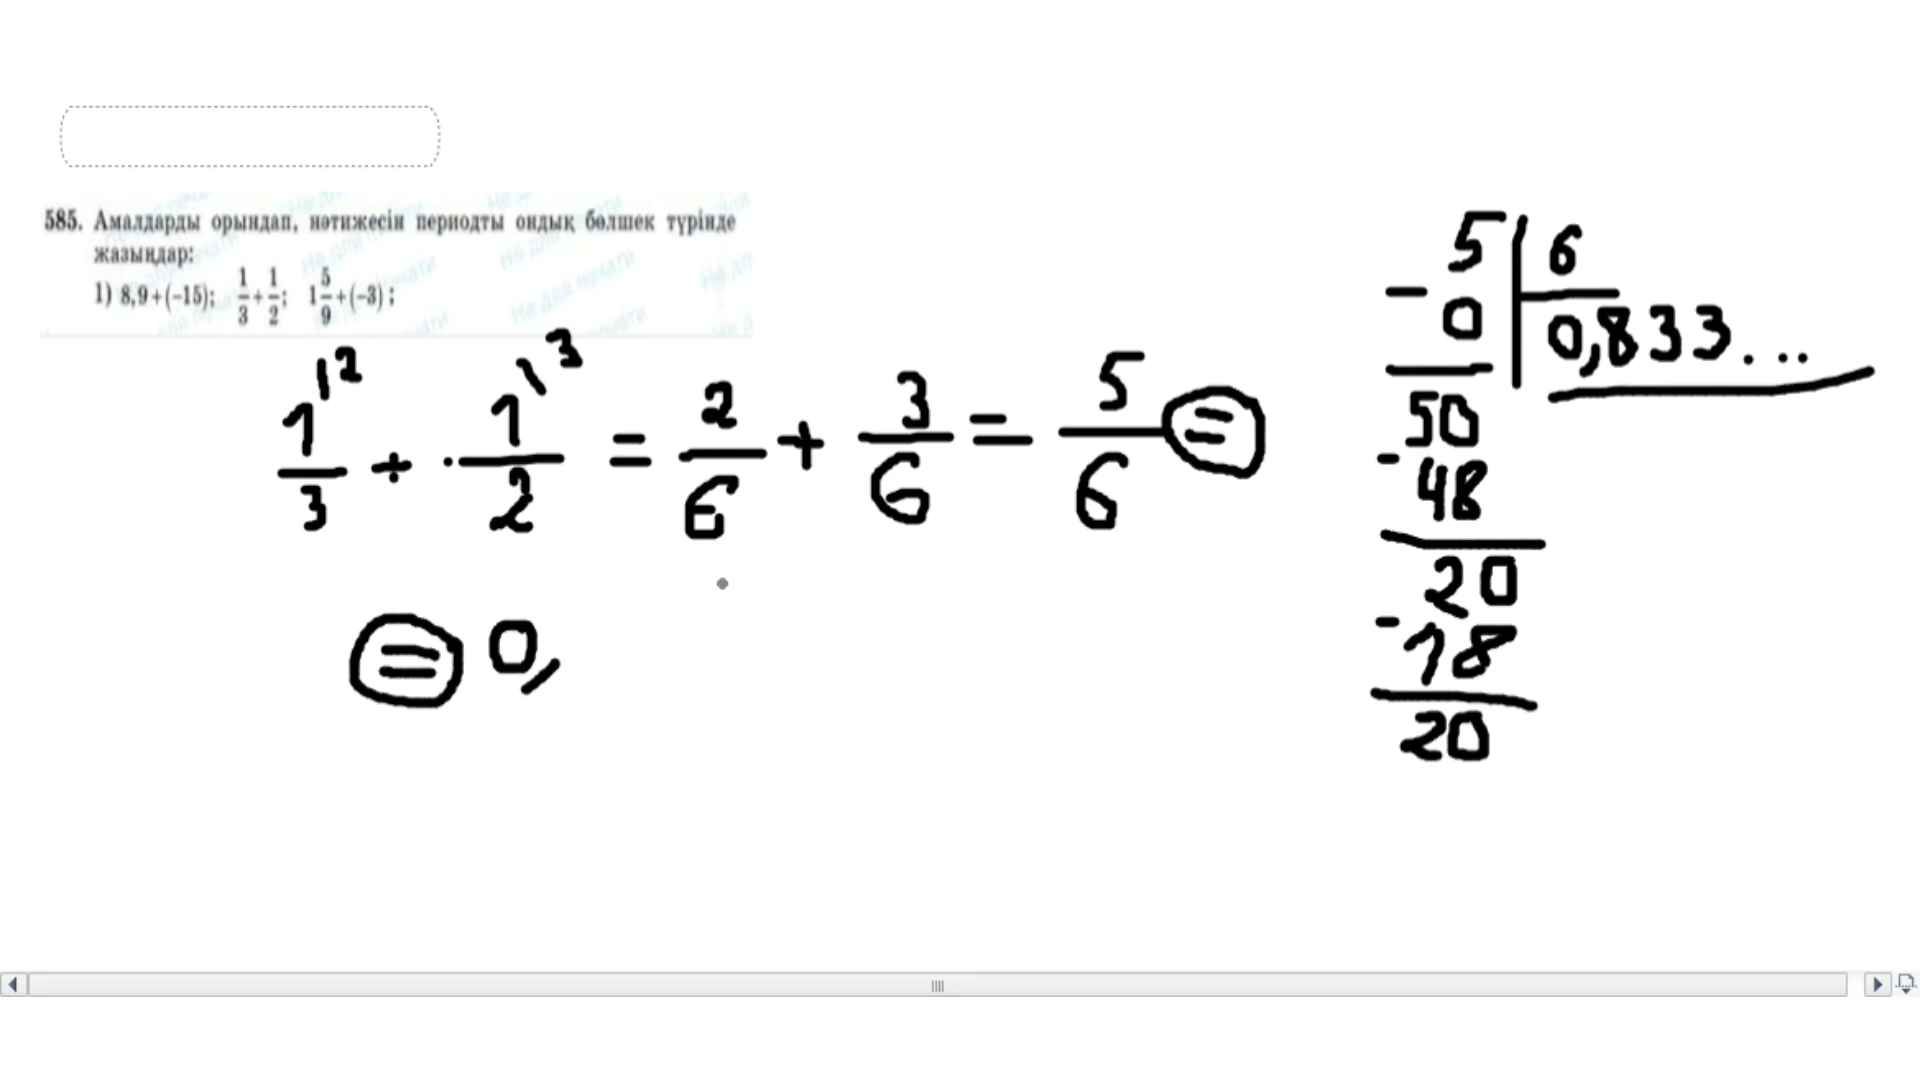 585. Амалдарды орындап, нәтижесін периодты ондық бөлшек түрінде
жазыңдар:
1) 8,9+(−15); 1/3+1/2; 1 5/9+(−3);
1/3 \2 + 1/2 \3 = 2/6 + 3/6 = 5/6 =
= 0,
5 | 6
− 0 | 0,833...
50
− 48
20
− 18
20